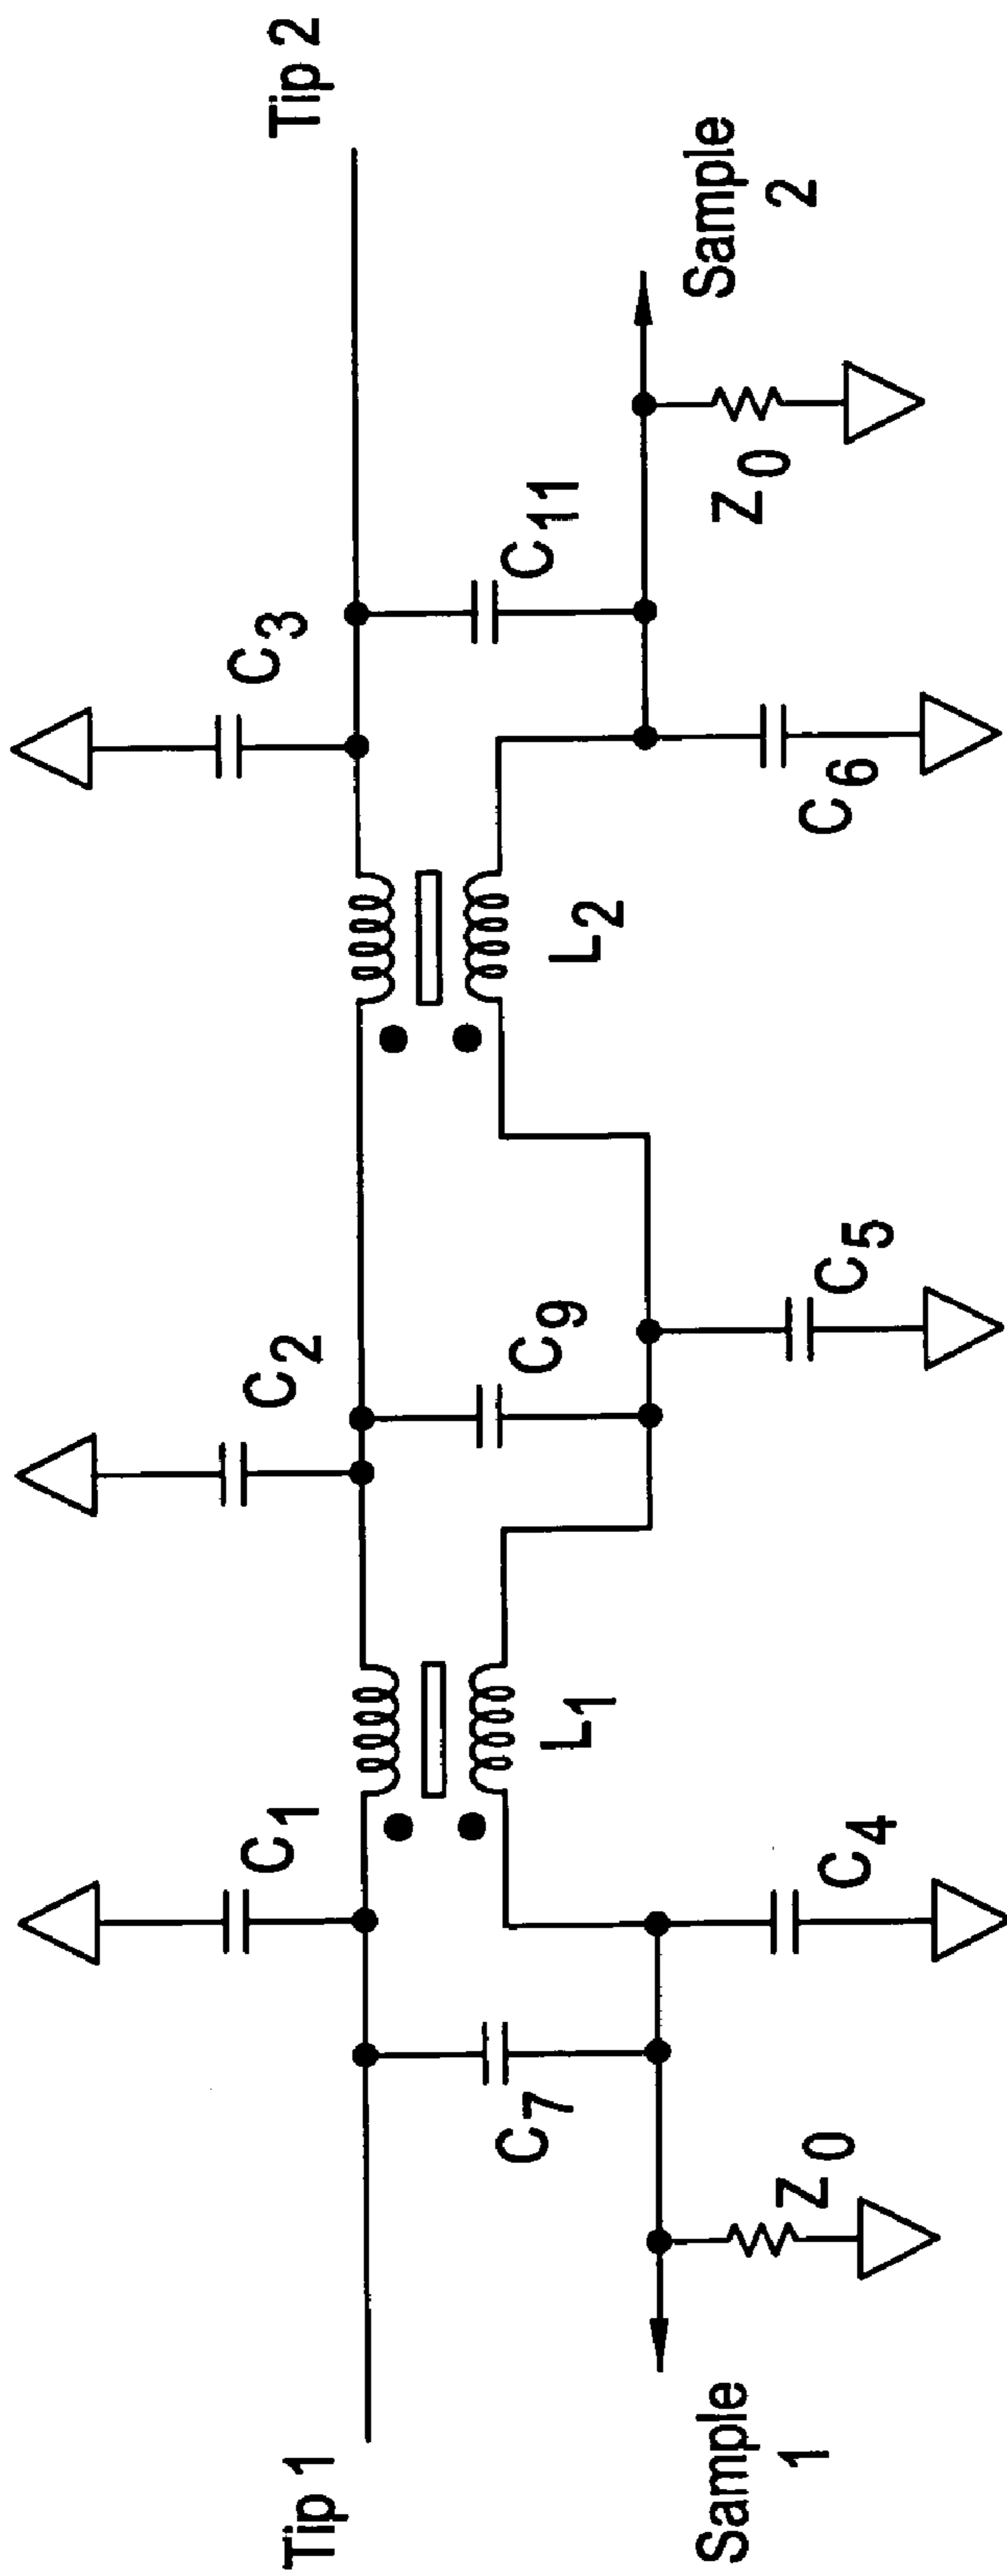 Tip 1
Tip 2
C1
C2
C3
C7
C9
C11
L1
L2
Sample
1
Z0
C4
C5
C6
Z0
Sample
2